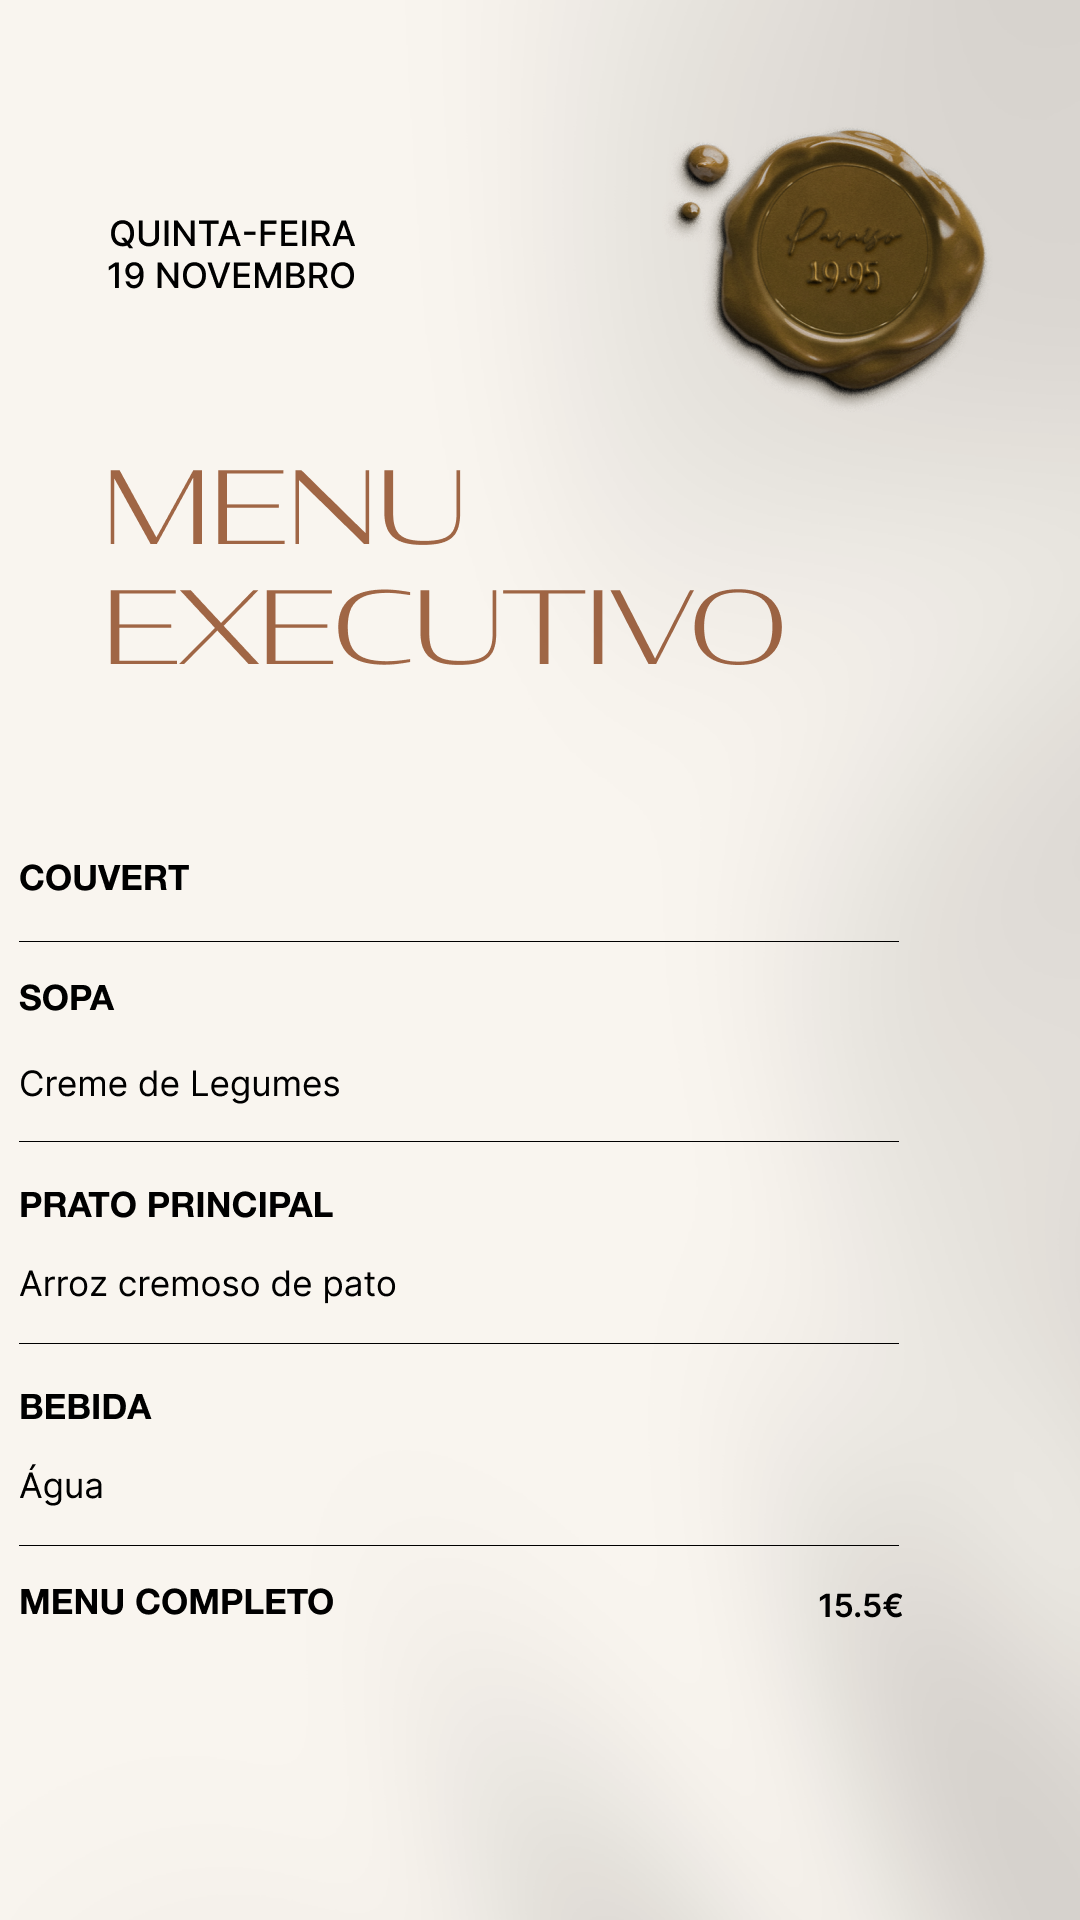 QUINTA-FEIRA
19 NOVEMBRO
Paraíso
19.95
MENU
EXECUTIVO
COUVERT
SOPA
Creme de Legumes
PRATO PRINCIPAL
Arroz cremoso de pato
BEBIDA
Água
MENU COMPLETO
15.5€